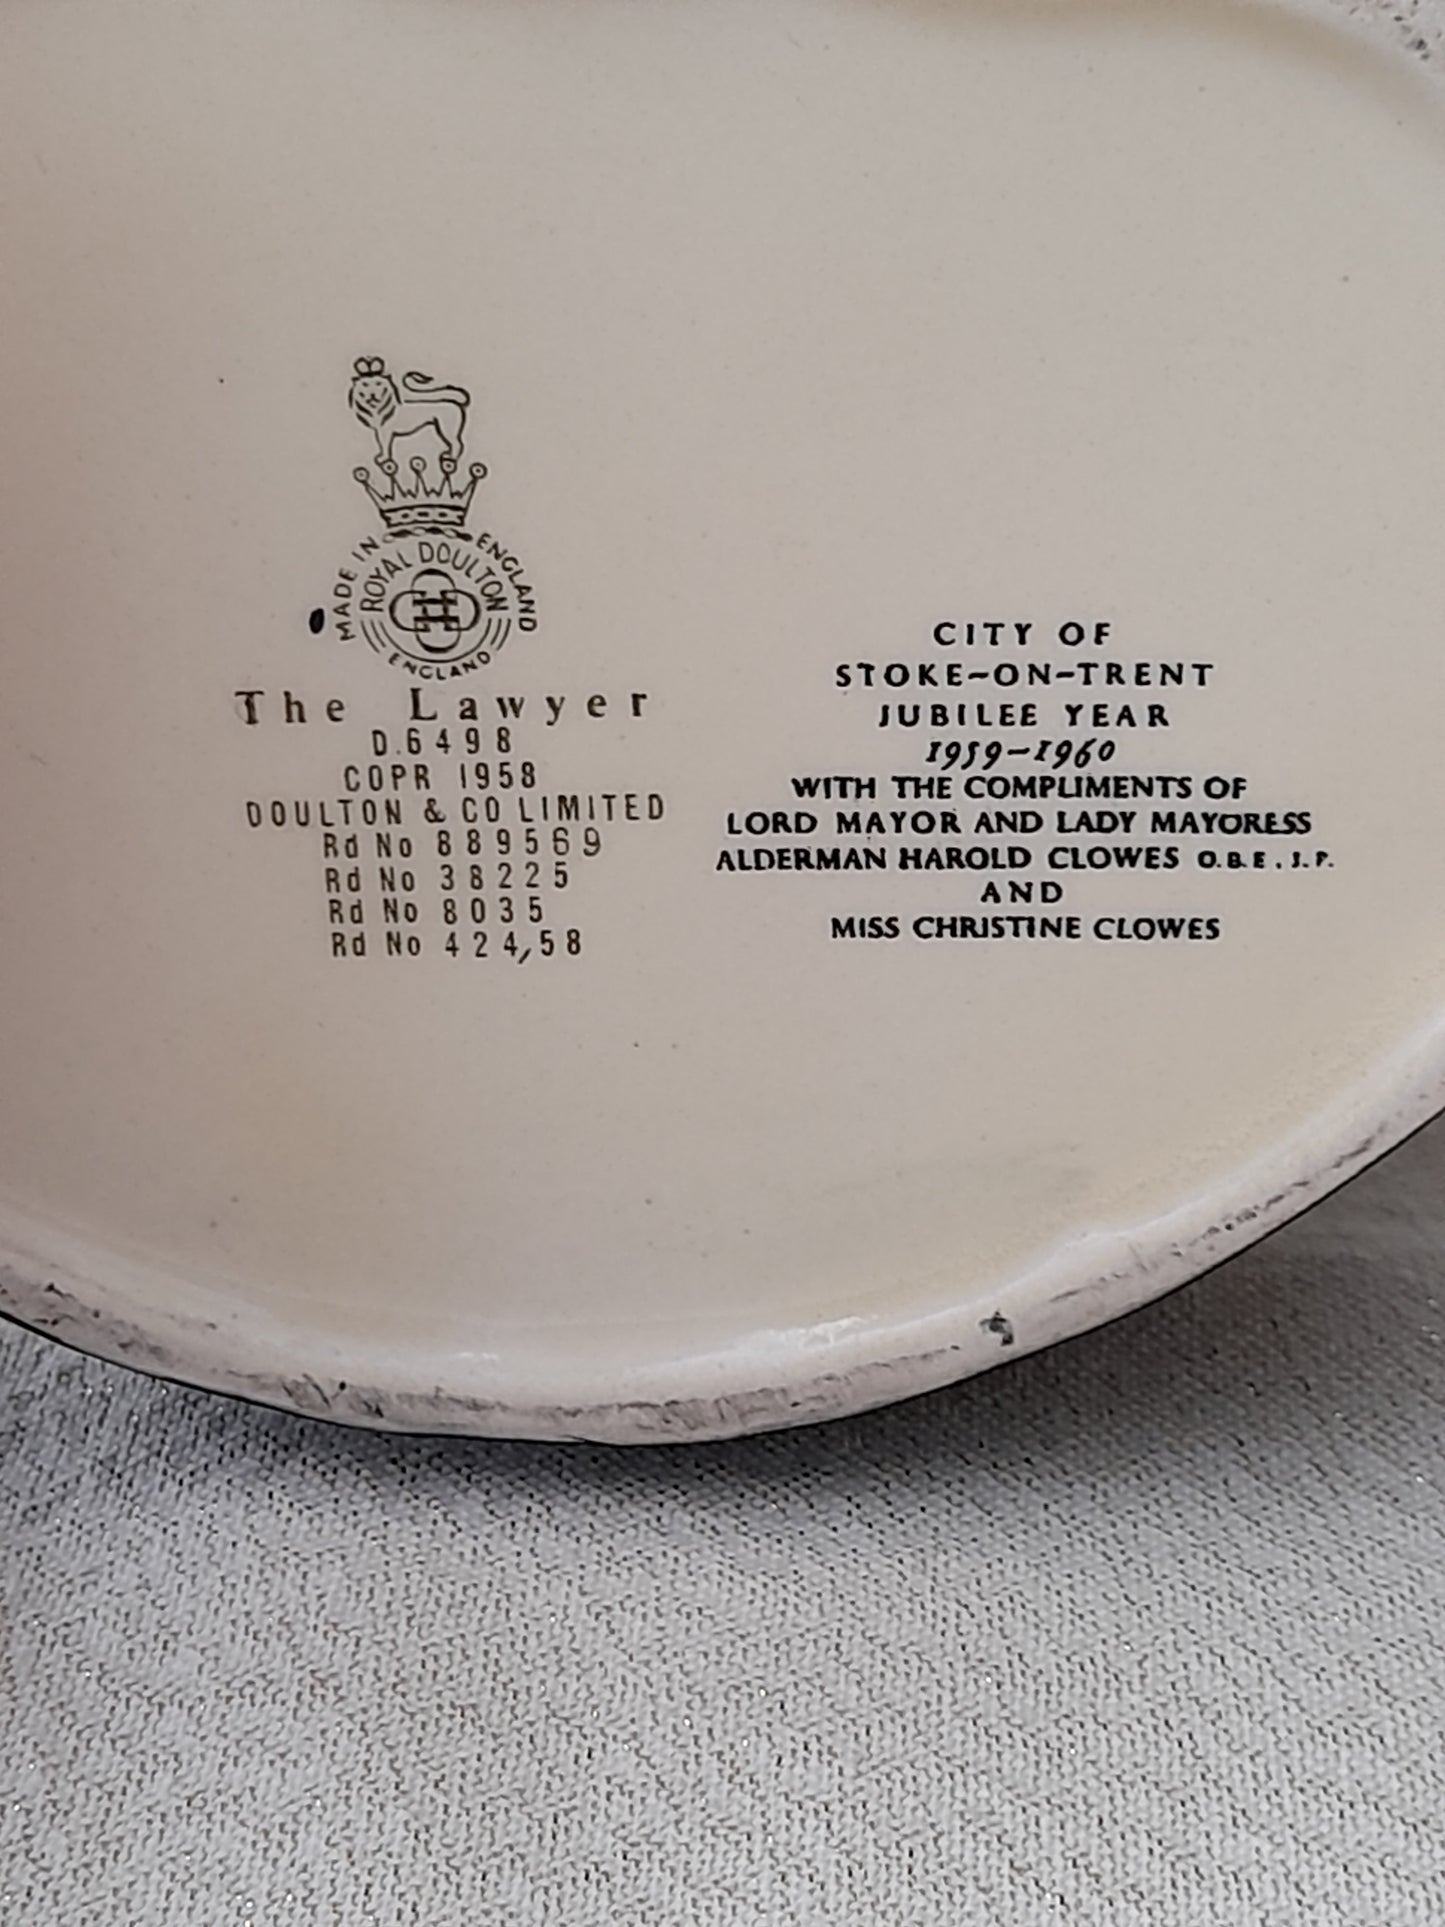 MADE IN ENGLAND
ROYAL DOULTON
ENGLAND
The Lawyer
D.6498
COPR 1958
DOULTON & CO LIMITED
Rd No 889569
Rd No 38225
Rd No 8035
Rd No 424,58
CITY OF
STOKE-ON-TRENT
JUBILEE YEAR
1959-1960
WITH THE COMPLIMENTS OF
LORD MAYOR AND LADY MAYORESS
ALDERMAN HAROLD CLOWES O.B.E. J.P.
AND
MISS CHRISTINE CLOWES